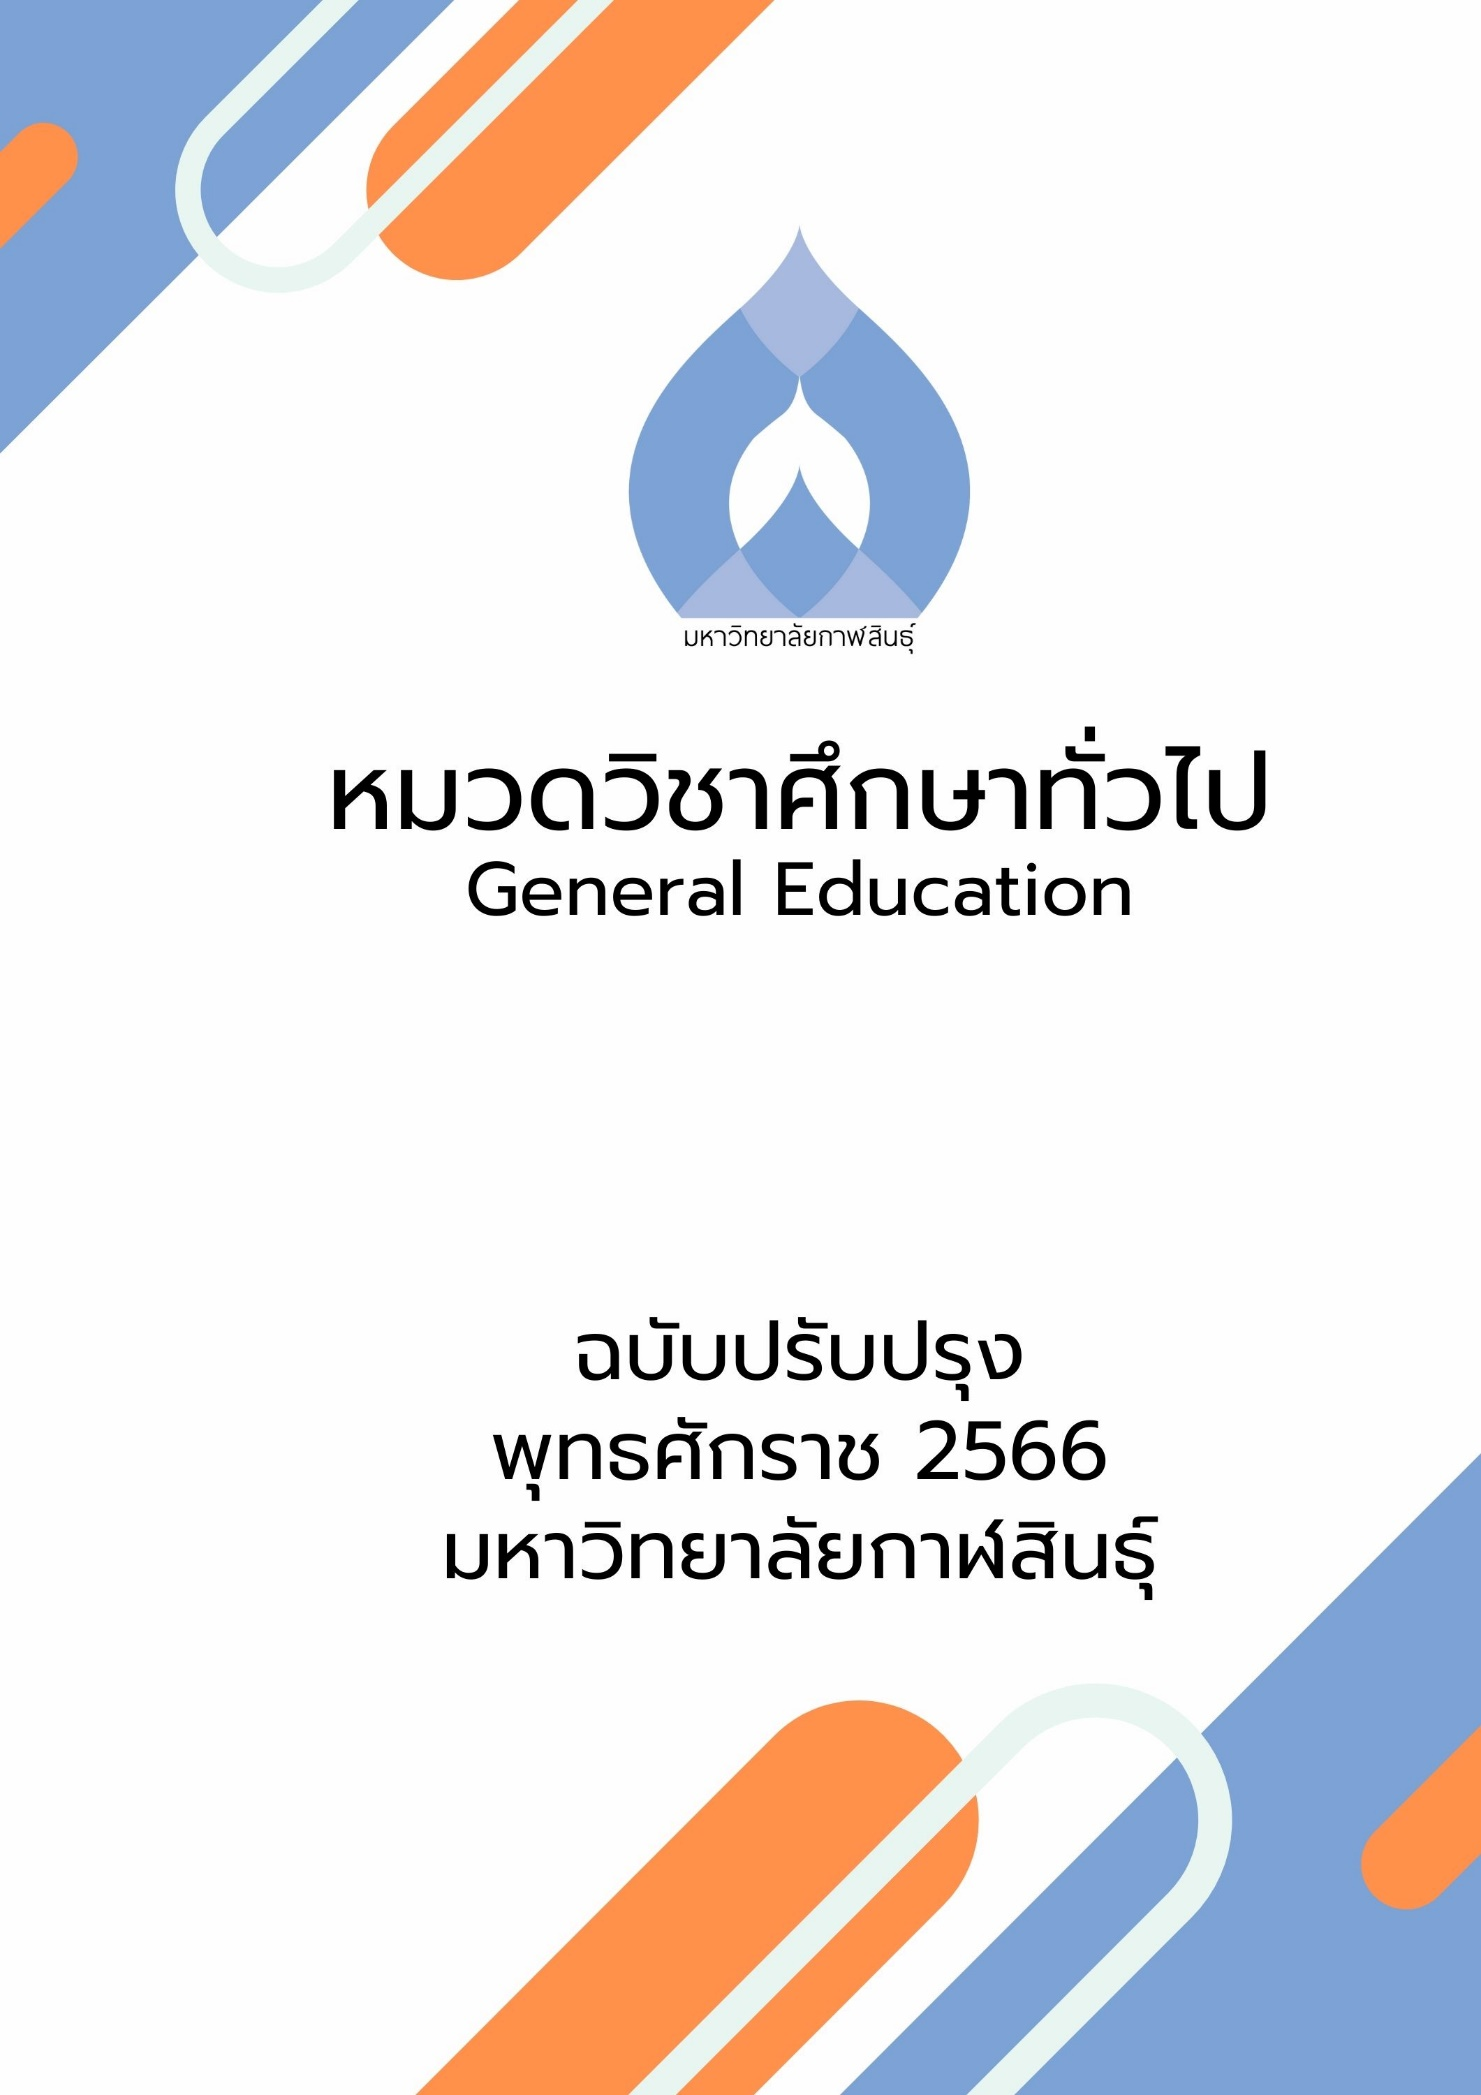 มหาวิทยาลัยกาฬสินธุ์
หมวดวิชาศึกษาทั่วไป
General Education
ฉบับปรับปรุง
พุทธศักราช 2566
มหาวิทยาลัยกาฬสินธุ์